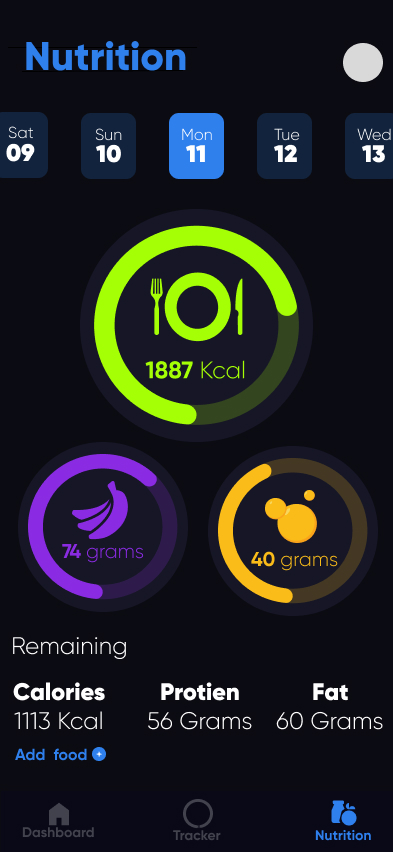 Nutrition
Sat Sun Mon Tue Wed
09 10 11 12 13
1887 Kcal
74 grams
40 grams
Remaining
Calories Protien Fat
1113 Kcal 56 Grams 60 Grams
Add food +
Dashboard Tracker Nutrition